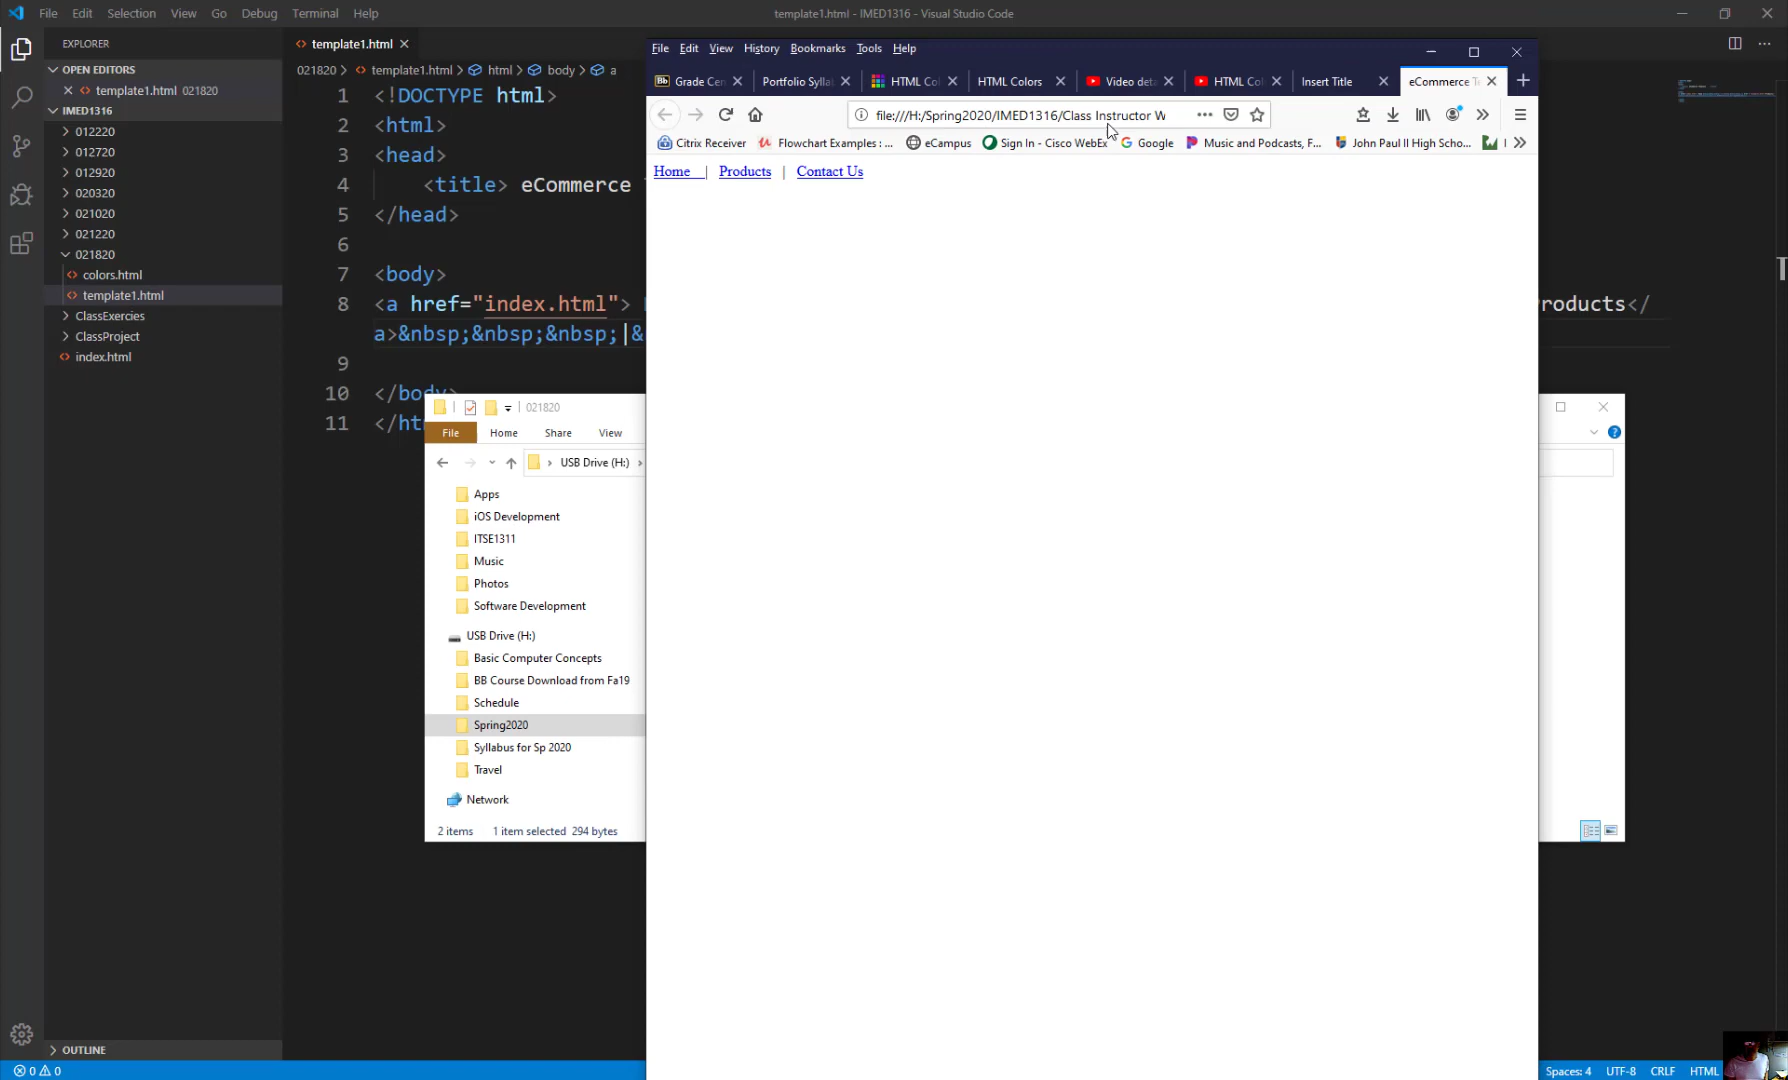 File Edit Selection View Go Debug Terminal Help
template1.html - IMED1316 - Visual Studio Code
EXPLORER
OPEN EDITORS
template1.html 021820
IMED1316
012220
012720
012920
020320
021020
021220
021820
colors.html
template1.html
ClassExercies
ClassProject
index.html
OUTLINE
0 0
template1.html
021820 > template1.html > html > body > a
1 <!DOCTYPE html>
2 <html>
3 <head>
4 <title> eCommerce
5 </head>
6
7 <body>
8 <a href="index.html"> roducts</
a>&nbsp;&nbsp;&nbsp;|&
9
10 </body>
11 </ht
File Edit View History Bookmarks Tools Help
Grade Cen Portfolio Sylla HTML Co HTML Colors Video deta HTML Co Insert Title eCommerce Te
file:///H:/Spring2020/IMED1316/Class Instructor W
Citrix Receiver Flowchart Examples : ... eCampus Sign In - Cisco WebEx Google Music and Podcasts, F... John Paul II High Scho...
Home | Products | Contact Us
021820
File Home Share View
USB Drive (H:)
Apps
iOS Development
ITSE1311
Music
Photos
Software Development
USB Drive (H:)
Basic Computer Concepts
BB Course Download from Fa19
Schedule
Spring2020
Syllabus for Sp 2020
Travel
Network
2 items 1 item selected 294 bytes
Spaces: 4 UTF-8 CRLF HTML